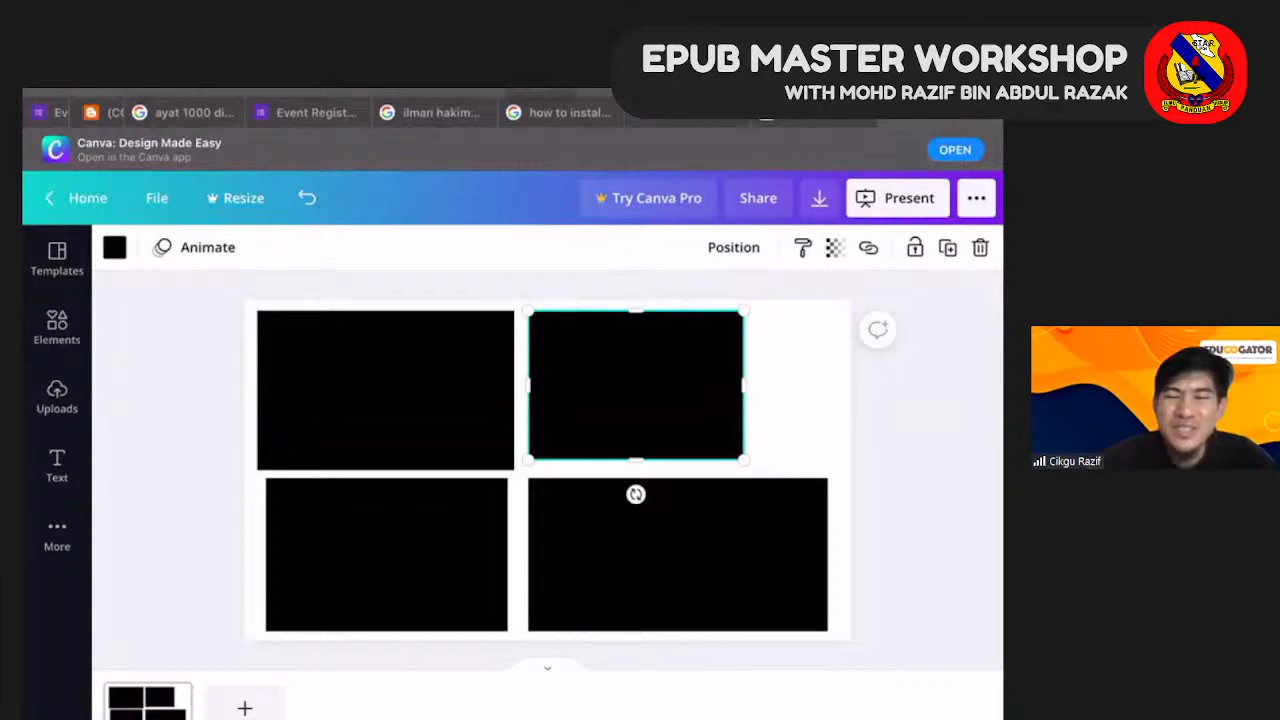 EPUB MASTER WORKSHOP
WITH MOHD RAZIF BIN ABDUL RAZAK
STAR
Ev
(C
ayat 1000 di...
Event Regist...
ilman hakim...
how to instal...
Canva: Design Made Easy
Open in the Canva app
OPEN
Home
File
Resize
Try Canva Pro
Share
Present
Templates
Animate
Position
Elements
Uploads
Text
More
EDUCOGATOR
Cikgu Razif